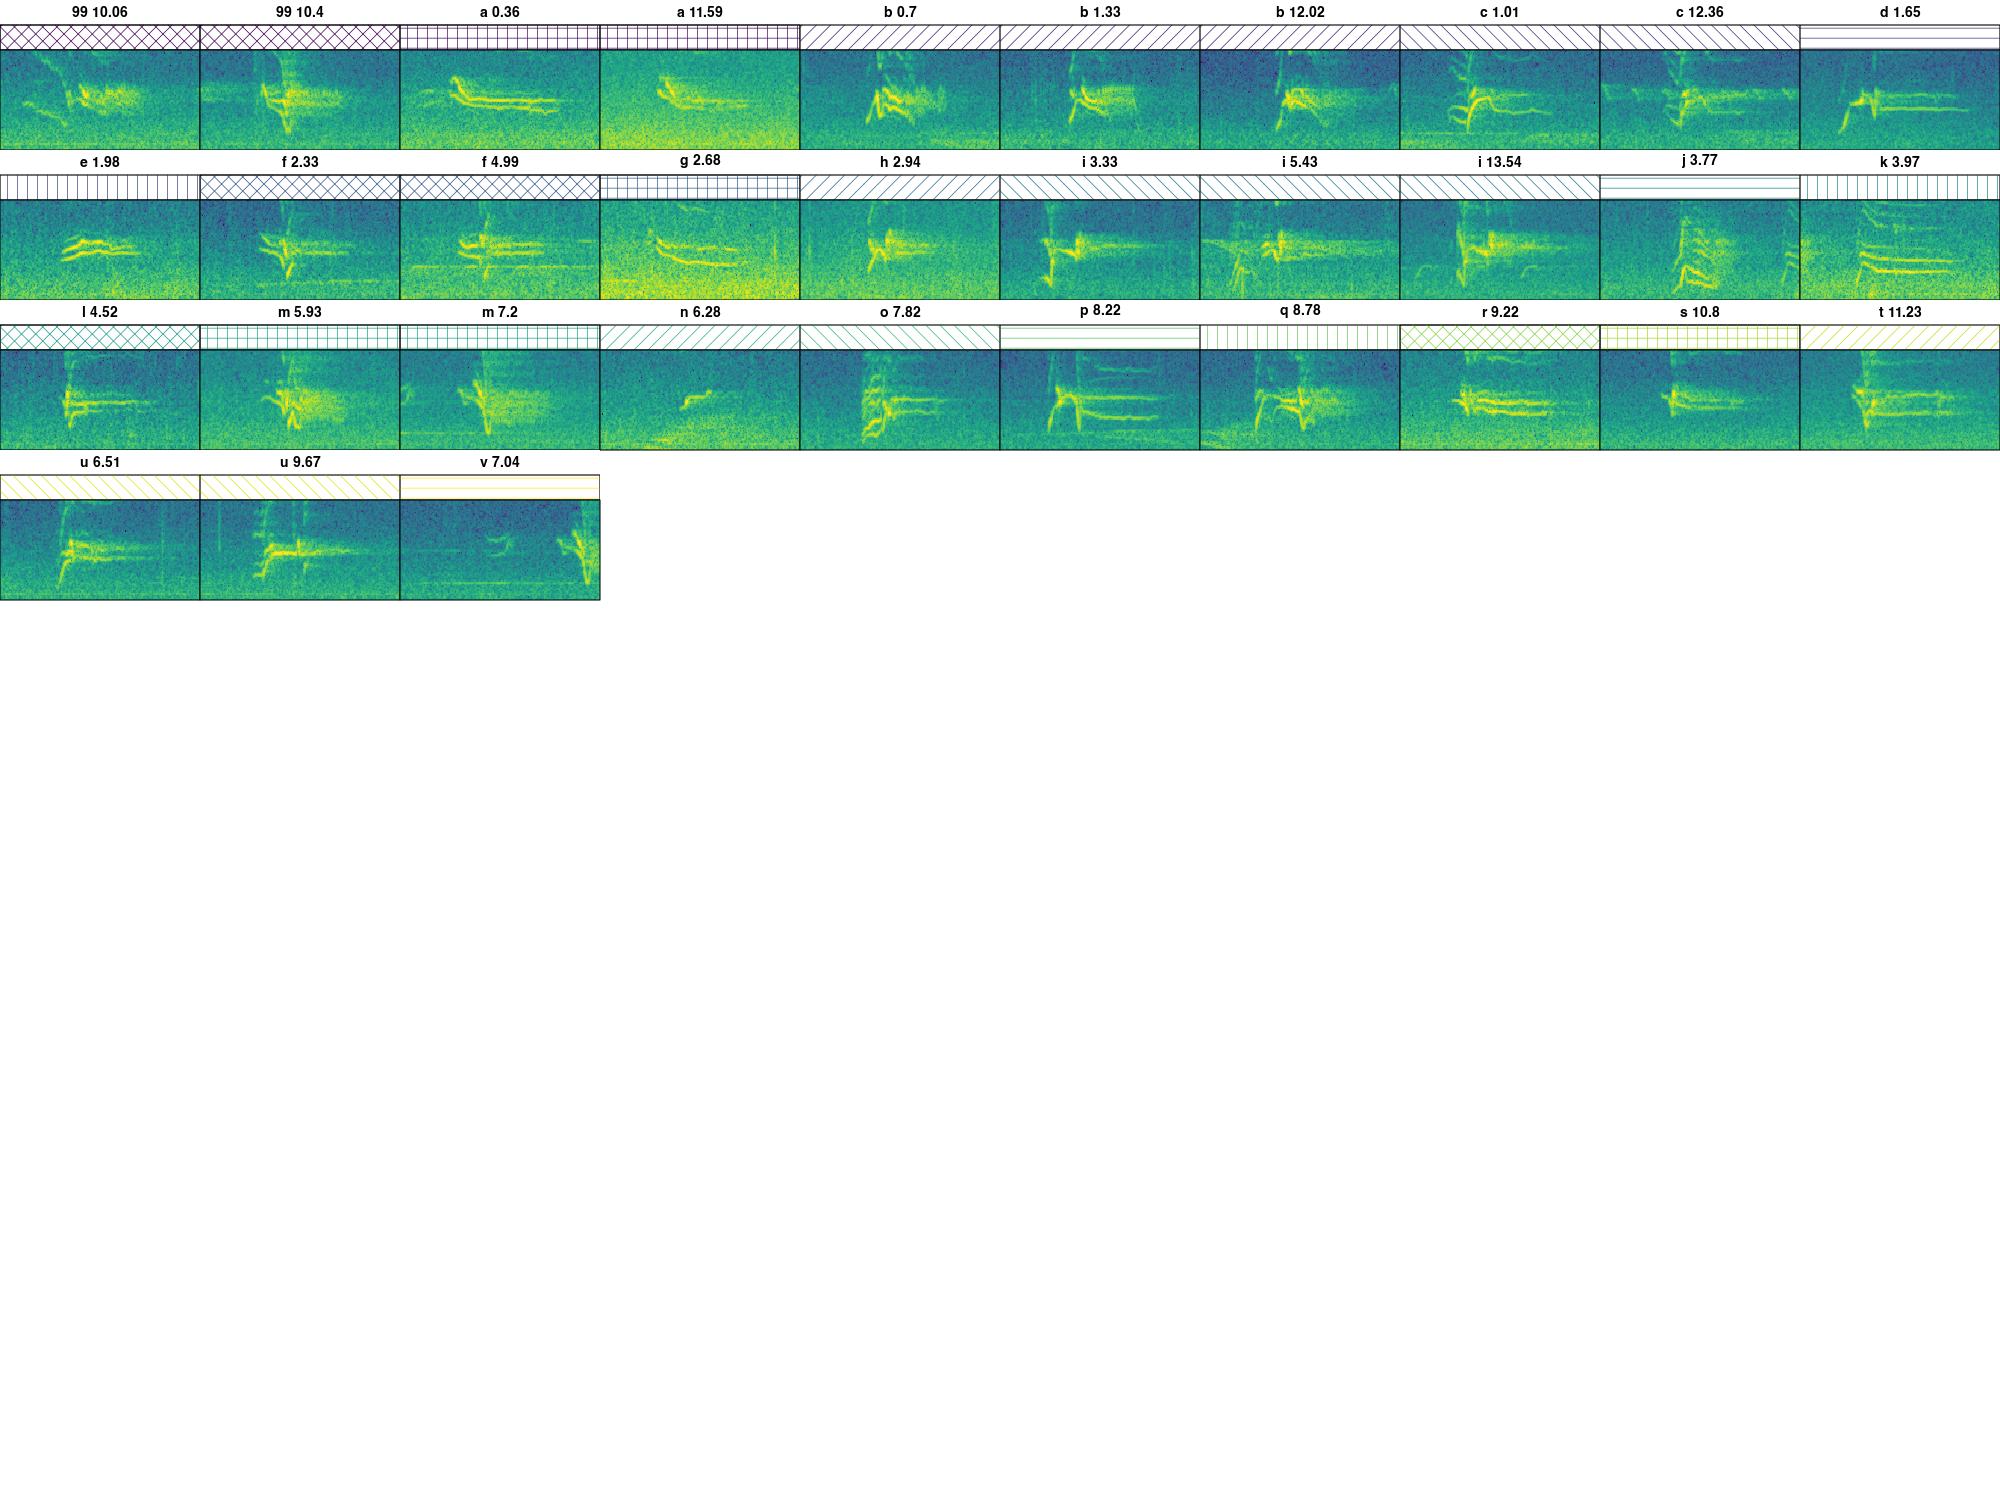 99 10.06 99 10.4 a 0.36 a 11.59 b 0.7 b 1.33 b 12.02 c 1.01 c 12.36 d 1.65
e 1.98 f 2.33 f 4.99 g 2.68 h 2.94 i 3.33 i 5.43 i 13.54 j 3.77 k 3.97
l 4.52 m 5.93 m 7.2 n 6.28 o 7.82 p 8.22 q 8.78 r 9.22 s 10.8 t 11.23
u 6.51 u 9.67 v 7.04